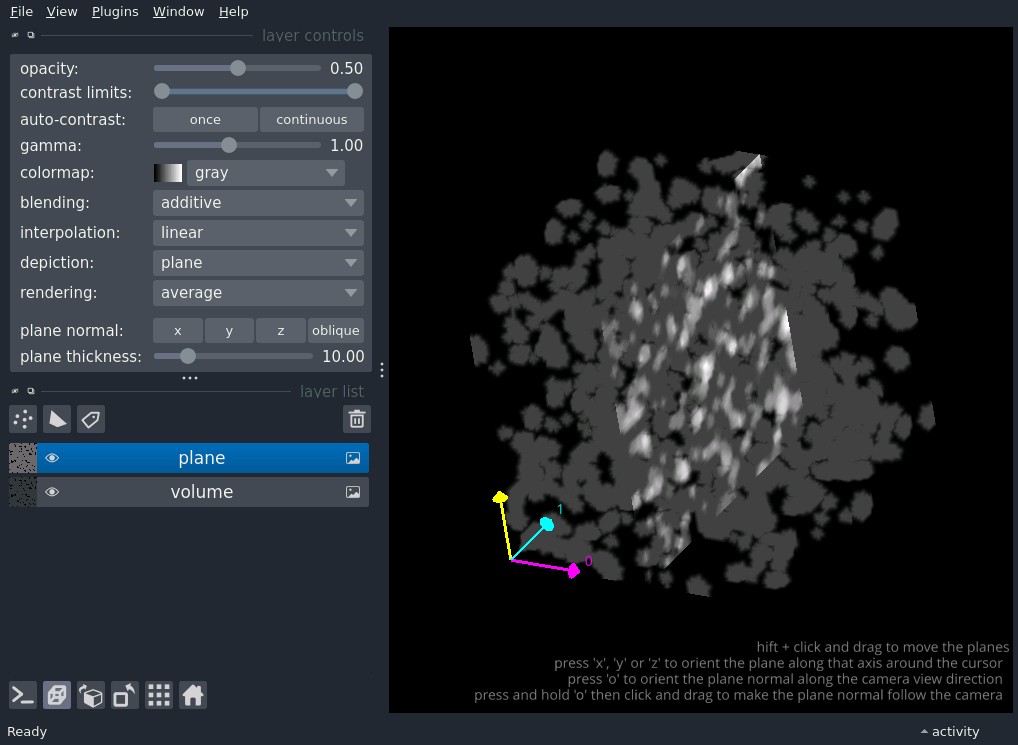 File View Plugins Window Help
layer controls
opacity: 0.50
contrast limits:
auto-contrast: once continuous
gamma: 1.00
colormap: gray
blending: additive
interpolation: linear
depiction: plane
rendering: average
plane normal: x y z oblique
plane thickness: 10.00
layer list
plane
volume
1
0
hift + click and drag to move the planes
press 'x', 'y' or 'z' to orient the plane along that axis around the cursor
press 'o' to orient the plane normal along the camera view direction
press and hold 'o' then click and drag to make the plane normal follow the camera
Ready
activity